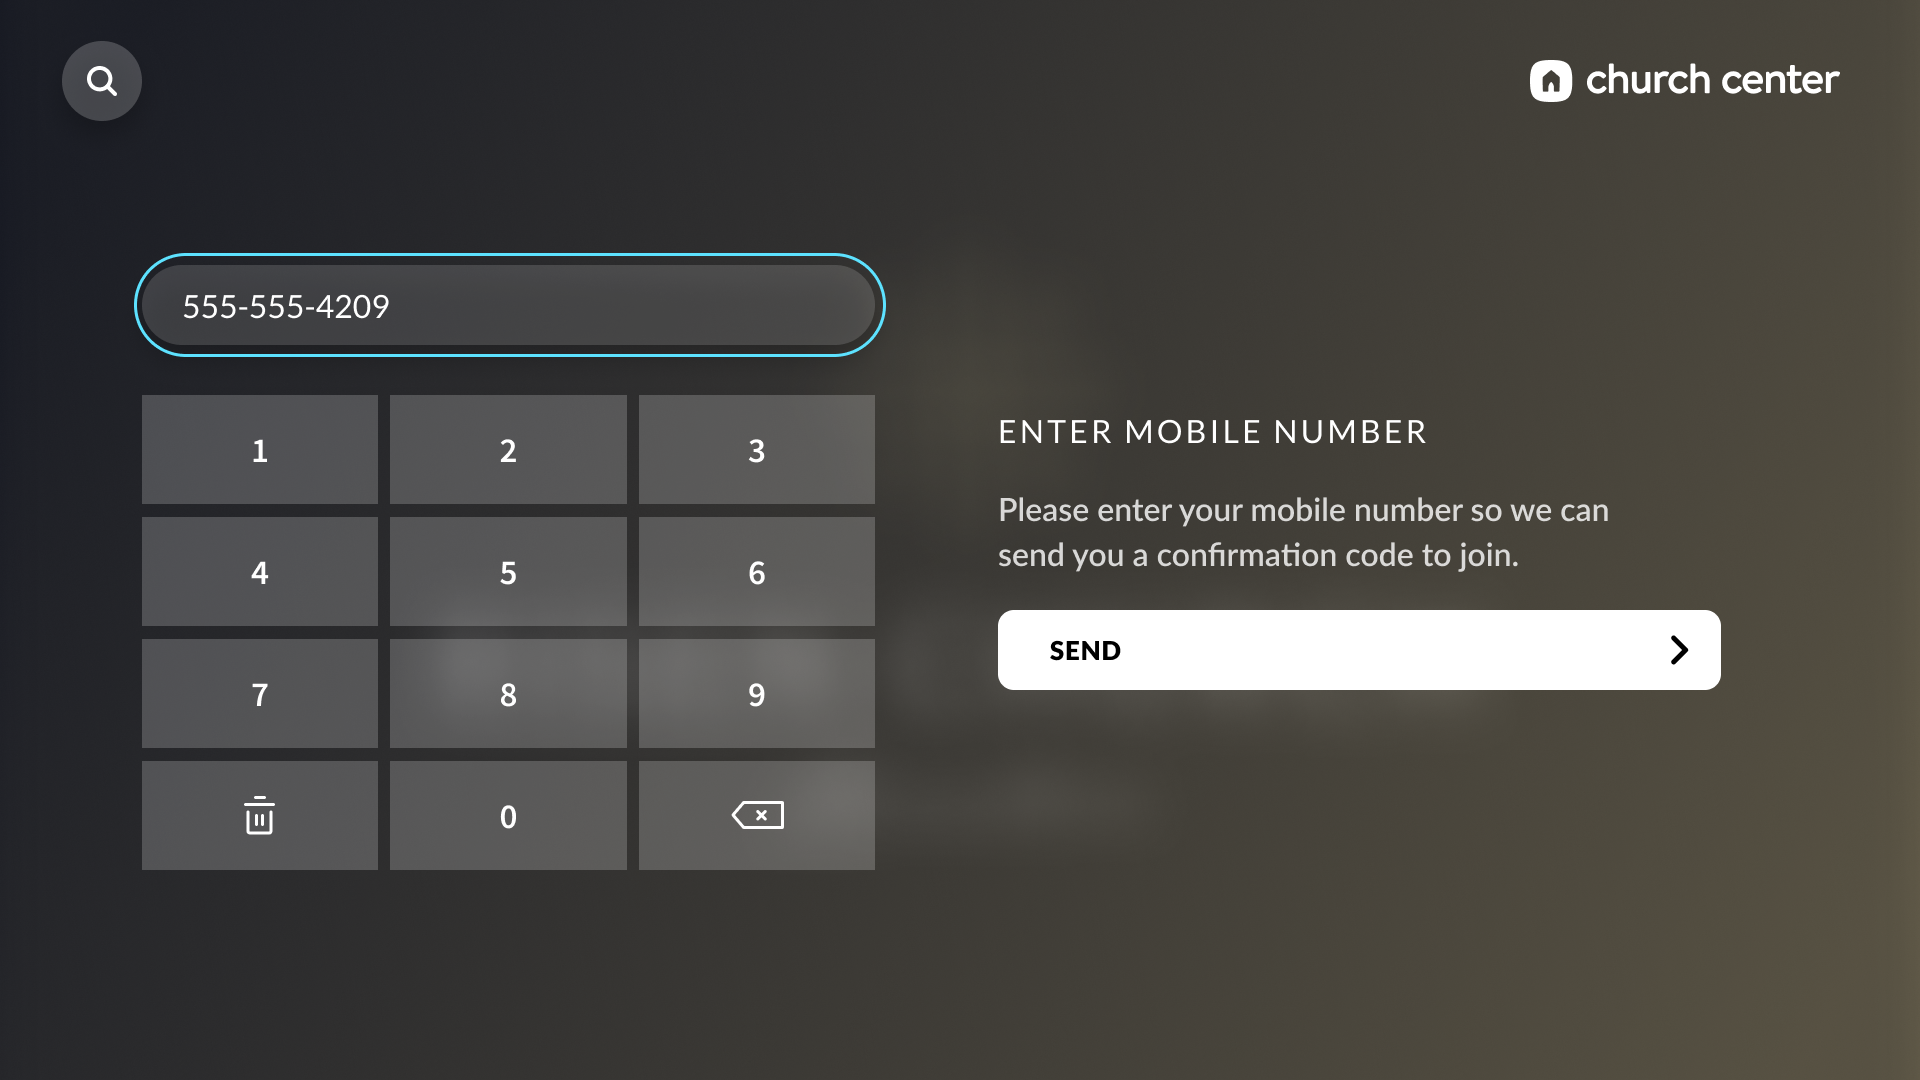 church center
555-555-4209
1 2 3
4 5 6
7 8 9
0
ENTER MOBILE NUMBER
Please enter your mobile number so we can
send you a confirmation code to join.
SEND